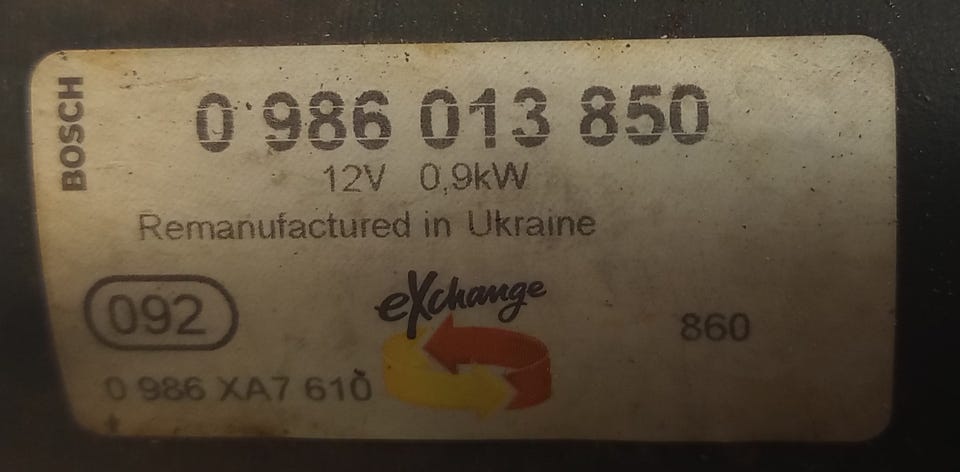 BOSCH
0 986 013 850
12V 0,9kW
Remanufactured in Ukraine
eXchange
092
860
0 986 XA7 610